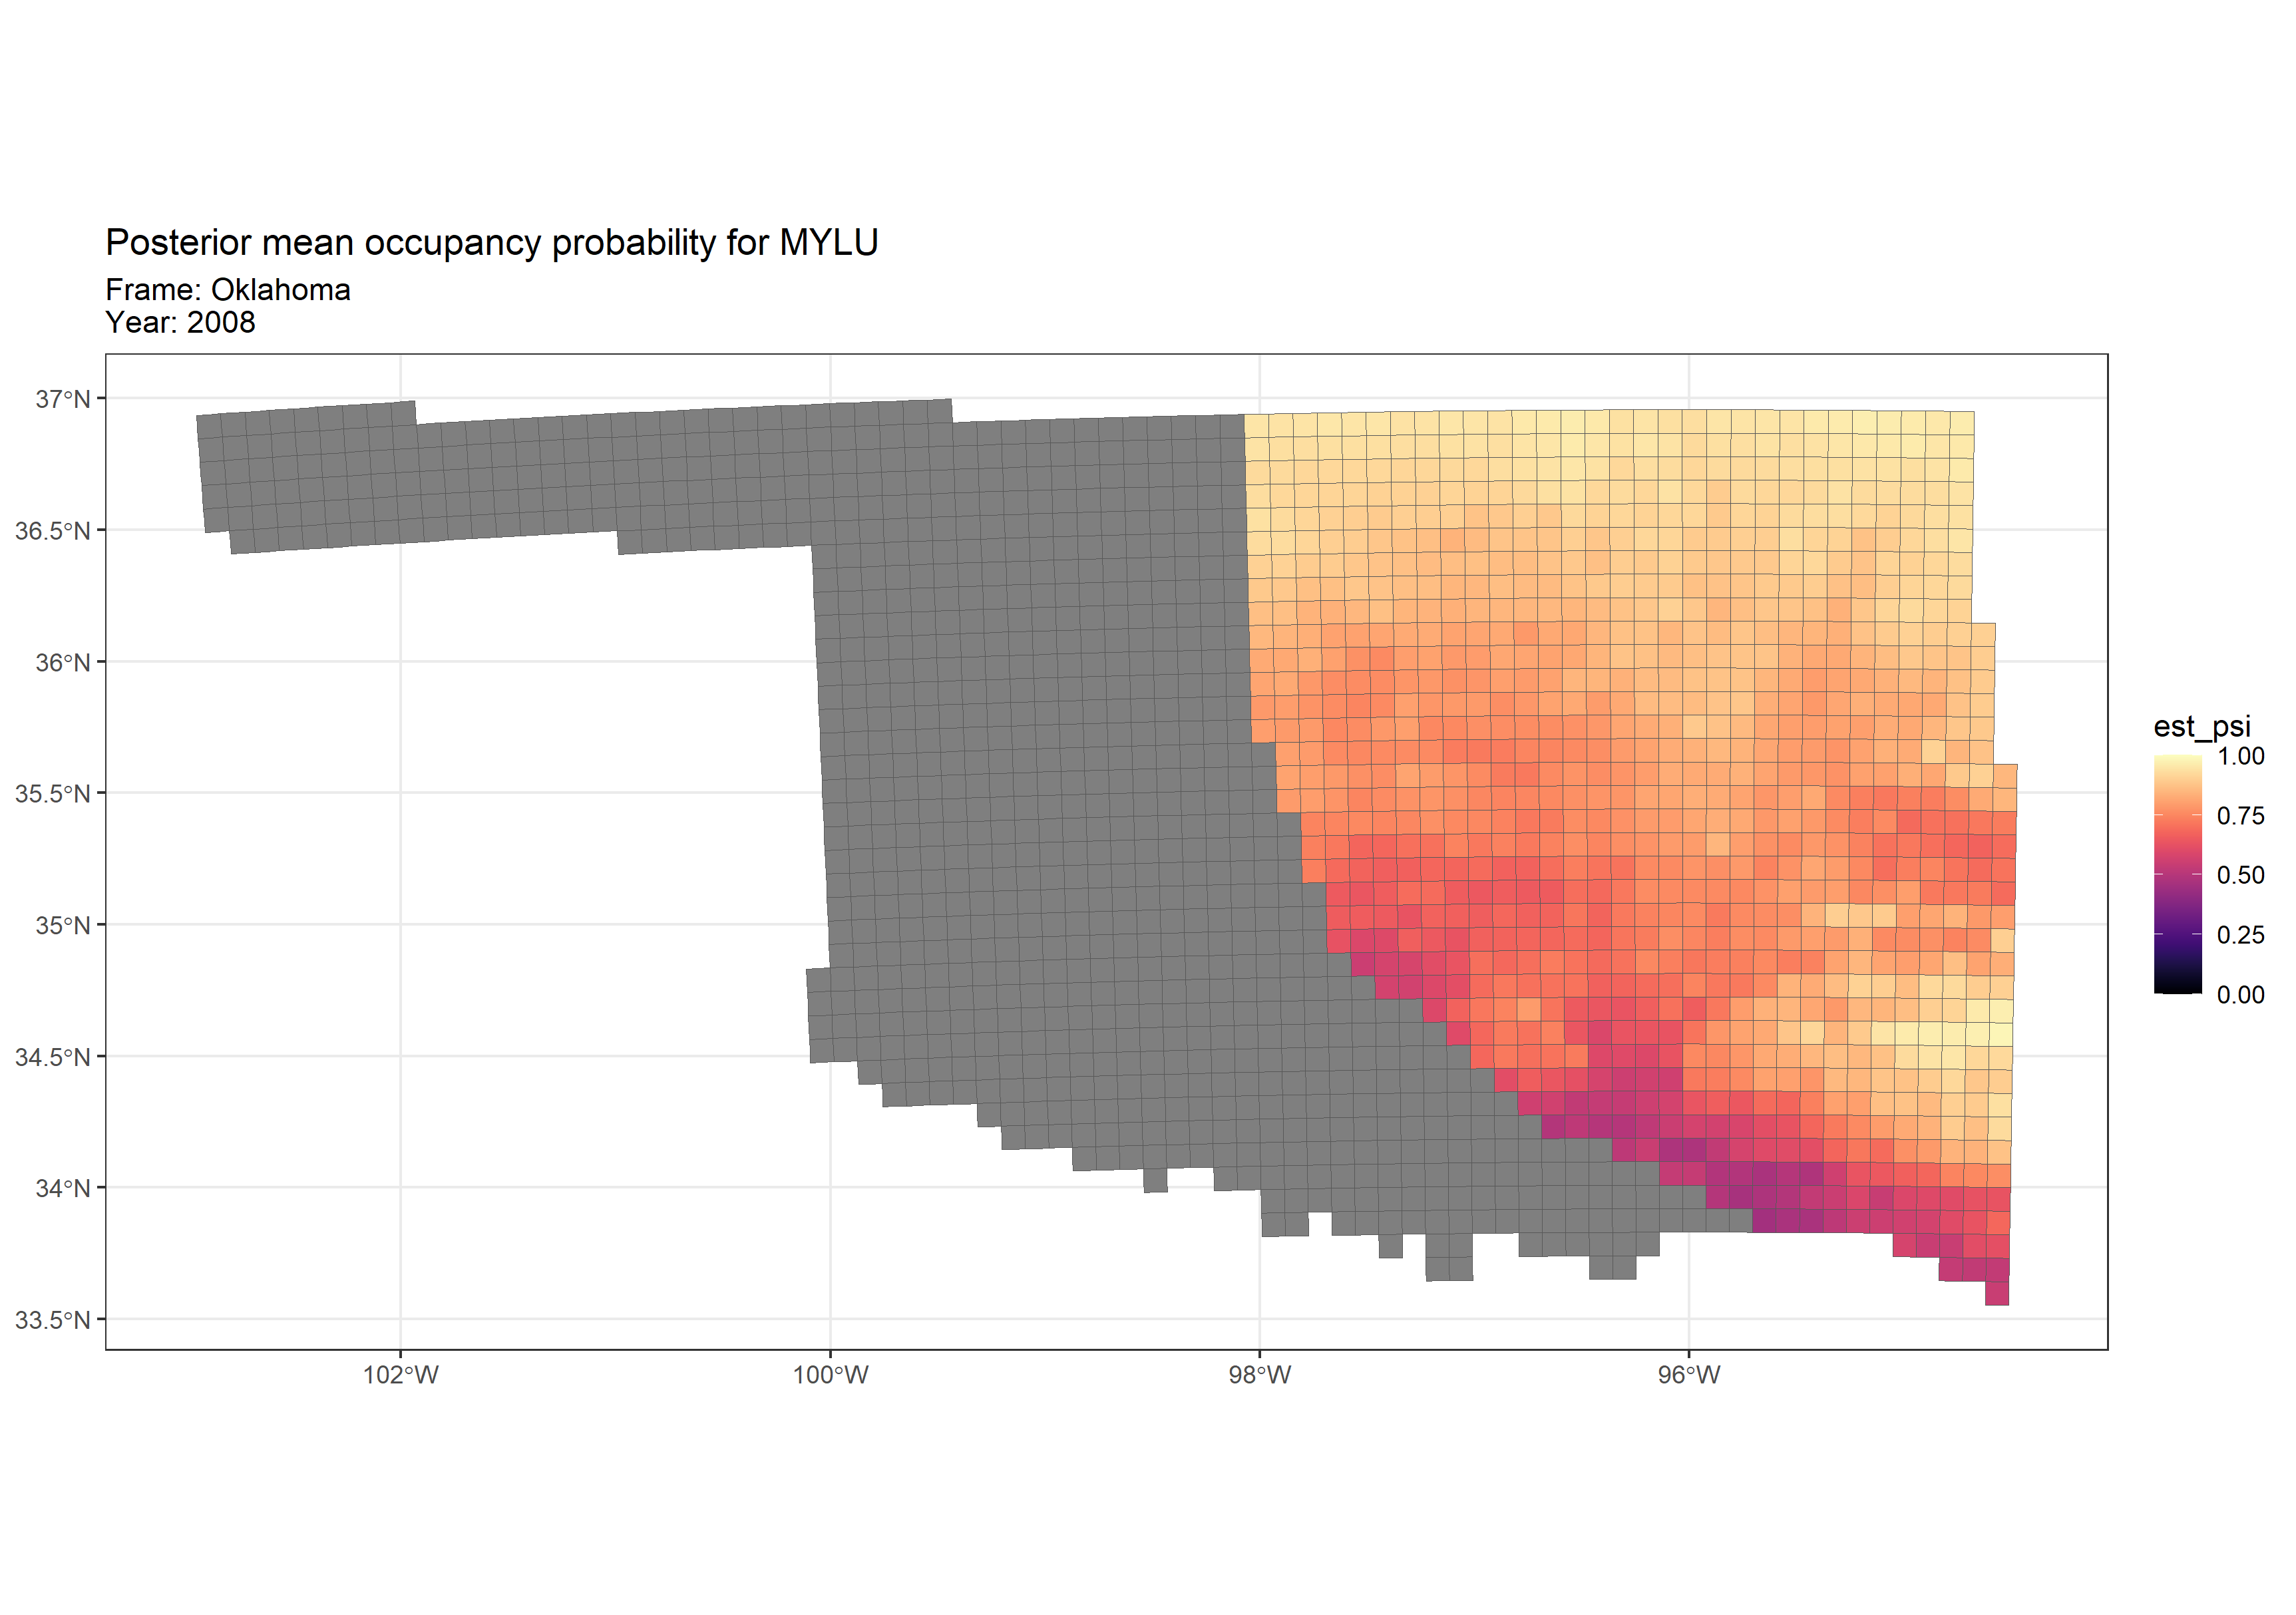 Posterior mean occupancy probability for MYLU
Frame: Oklahoma
Year: 2008
37°N
36.5°N
36°N
35.5°N
35°N
34.5°N
34°N
33.5°N
102°W
100°W
98°W
96°W
est_psi
1.00
0.75
0.50
0.25
0.00